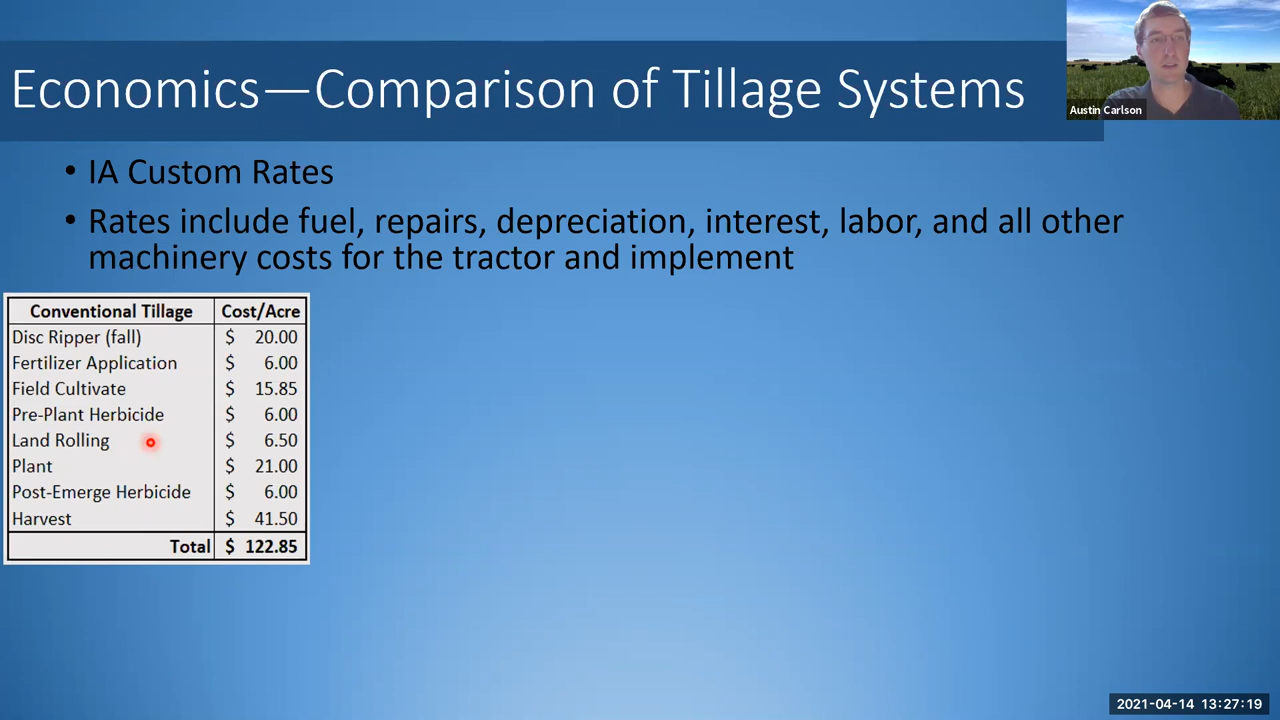 Economics—Comparison of Tillage Systems
Austin Carlson
• IA Custom Rates
• Rates include fuel, repairs, depreciation, interest, labor, and all other
machinery costs for the tractor and implement
Conventional Tillage Cost/Acre
Disc Ripper (fall) $ 20.00
Fertilizer Application $ 6.00
Field Cultivate $ 15.85
Pre-Plant Herbicide $ 6.00
Land Rolling $ 6.50
Plant $ 21.00
Post-Emerge Herbicide $ 6.00
Harvest $ 41.50
Total $ 122.85
2021-04-14 13:27:19